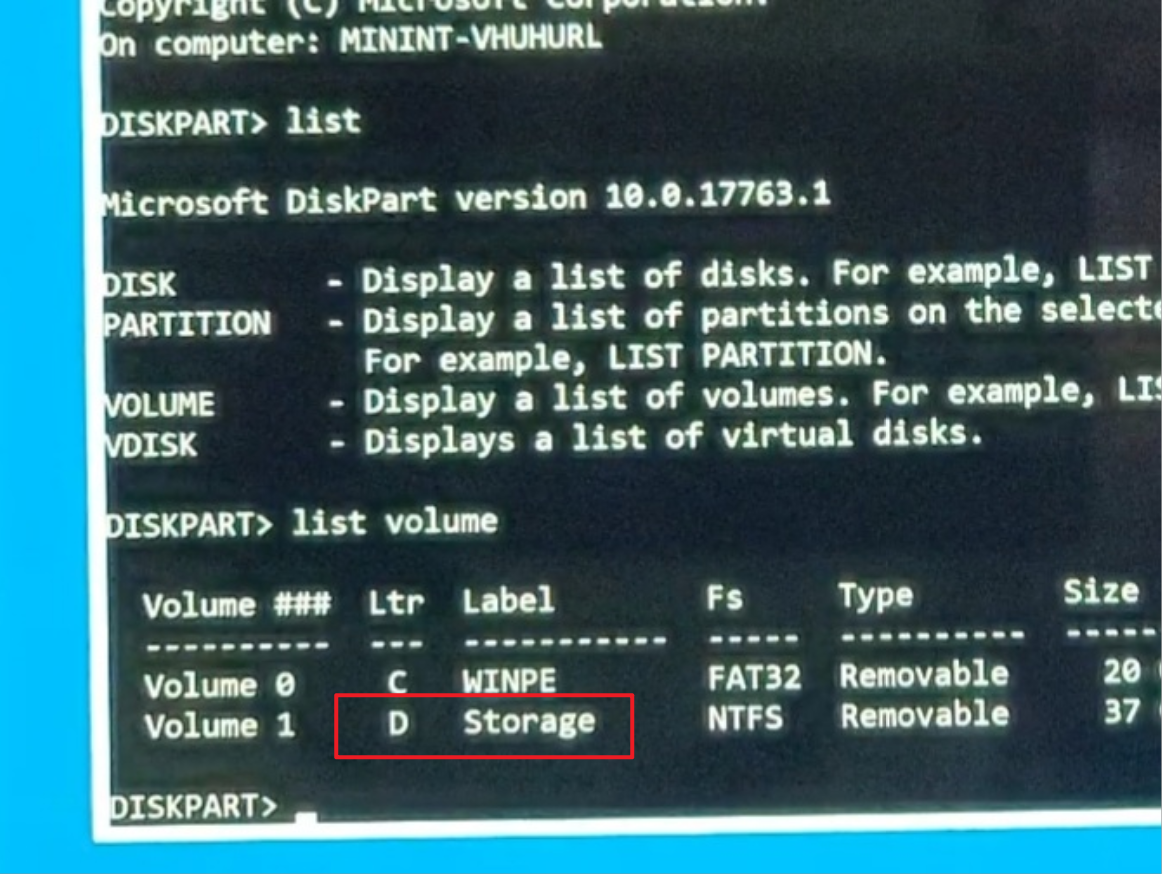 Copyright (C) Microsoft Corporation.
On computer: MININT-VHUHURL
DISKPART> list
Microsoft DiskPart version 10.0.17763.1
DISK - Display a list of disks. For example, LIST
PARTITION - Display a list of partitions on the selecte
For example, LIST PARTITION.
VOLUME - Display a list of volumes. For example, LIS
VDISK - Displays a list of virtual disks.
DISKPART> list volume
Volume ### Ltr Label Fs Type Size
---------- --- ----------- ----- ---------- -----
Volume 0 C WINPE FAT32 Removable 20
Volume 1 D Storage NTFS Removable 37
DISKPART>